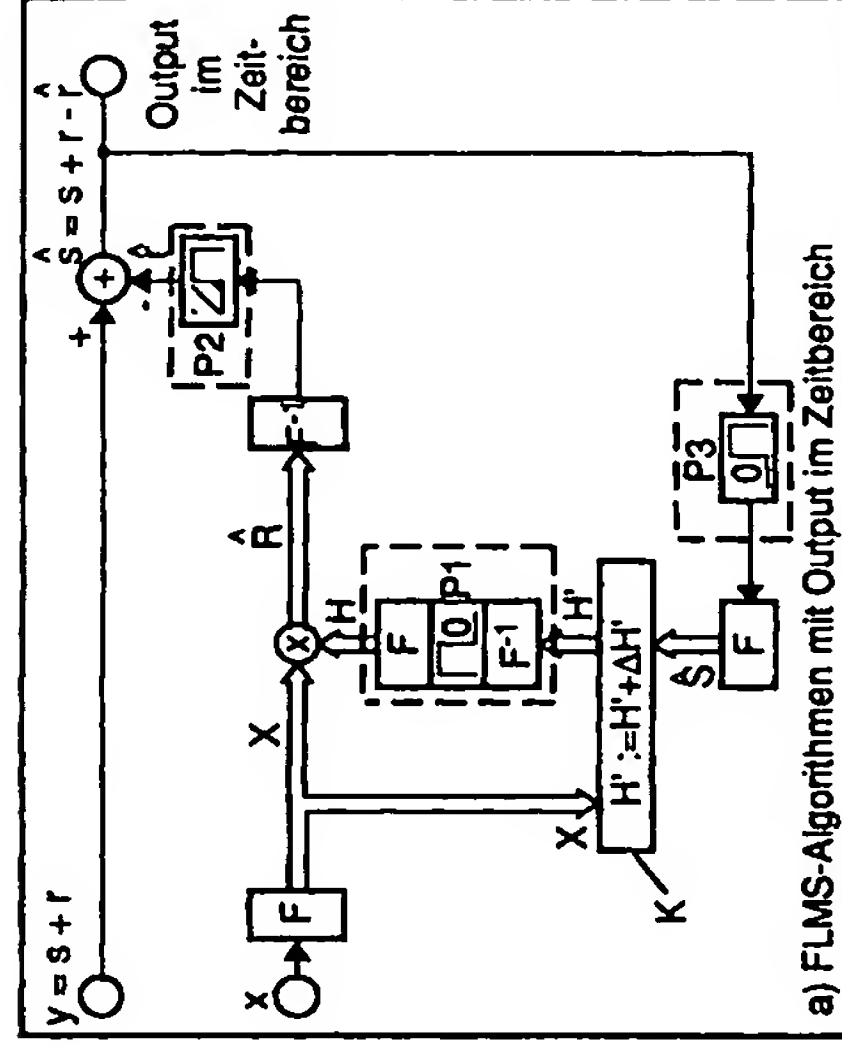 y = s + r
+
ŝ = s + r - r̂
+
Output
im
Zeit-
bereich
-
r̂
P2
x
F
X
X
R̂
F-1
X
H
F
0
P1
F-1
H'
H' :=H'+ΔH'
K
Ŝ
F
P3
0
a) FLMS-Algorithmen mit Output im Zeitbereich